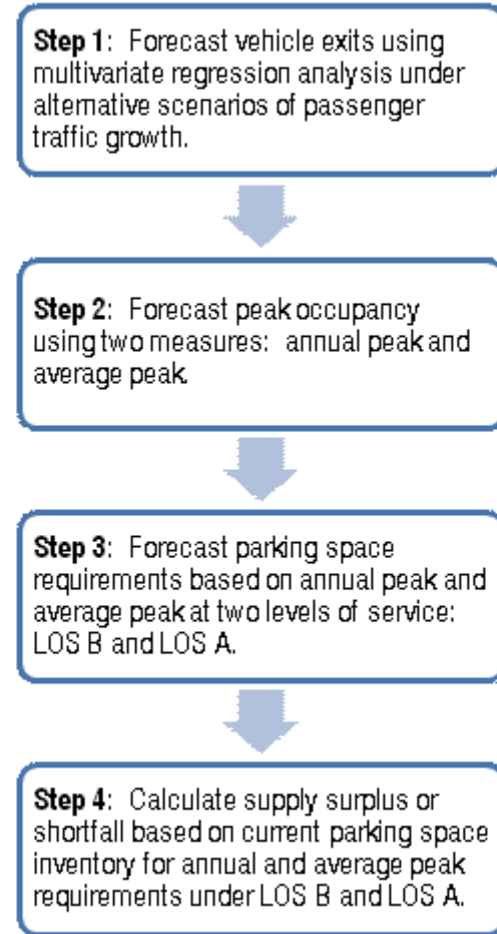 Step 1: Forecast vehicle exits using
multivariate regression analysis under
alternative scenarios of passenger
traffic growth.
Step 2: Forecast peak occupancy
using two measures: annual peak and
average peak.
Step 3: Forecast parking space
requirements based on annual peak and
average peak at two levels of service:
LOS B and LOS A.
Step 4: Calculate supply surplus or
shortfall based on current parking space
inventory for annual and average peak
requirements under LOS B and LOS A.